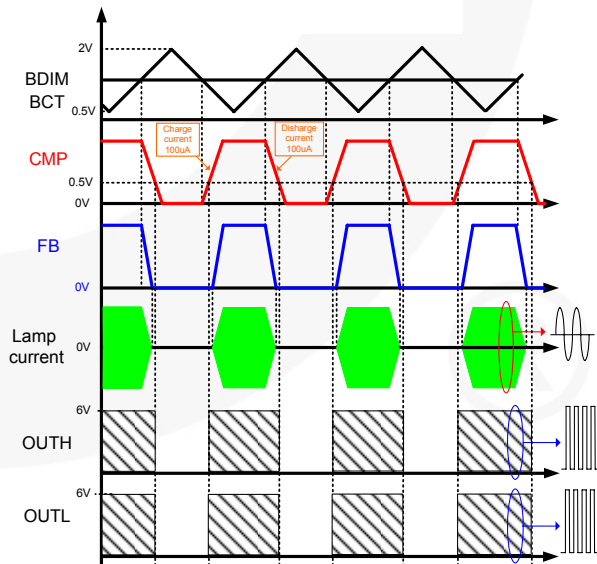 2V
BDIM
BCT
0.5V
Charge
current
100uA
Disharge
current
100uA
CMP
0.5V
0V
FB
0V
Lamp
current
0V
6V
OUTH
6V
OUTL